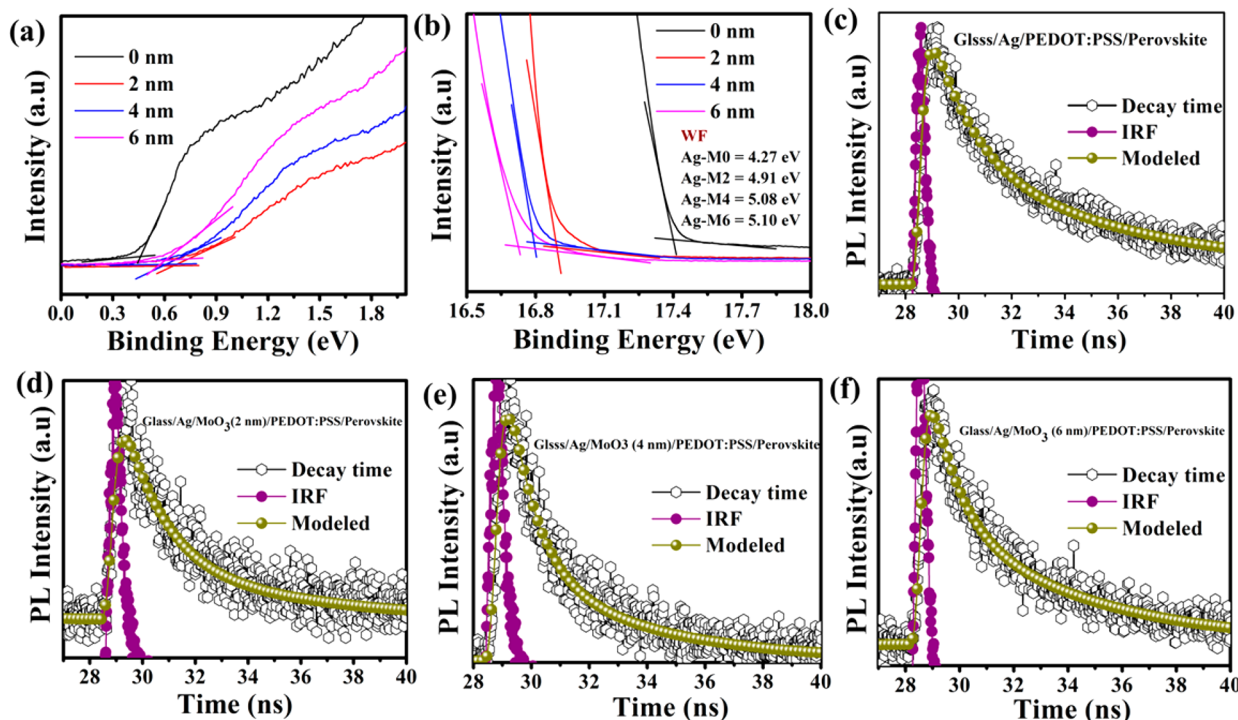 (a)
0 nm
2 nm
4 nm
6 nm
Intensity (a.u)
0.0 0.3 0.6 0.9 1.2 1.5 1.8
Binding Energy (eV)
(b)
0 nm
2 nm
4 nm
6 nm
WF
Ag-M0 = 4.27 eV
Ag-M2 = 4.91 eV
Ag-M4 = 5.08 eV
Ag-M6 = 5.10 eV
Intensity (a.u)
16.5 16.8 17.1 17.4 17.7 18.0
Binding Energy (eV)
(c)
Glsss/Ag/PEDOT:PSS/Perovskite
Decay time
IRF
Modeled
PL Intensity (a.u)
28 30 32 34 36 38 40
Time (ns)
(d)
Glass/Ag/MoO3(2 nm)/PEDOT:PSS/Perovskite
Decay time
IRF
Modeled
PL Intensity (a.u)
28 30 32 34 36 38 40
Time (ns)
(e)
Glsss/Ag/MoO3 (4 nm)/PEDOT:PSS/Perovskite
Decay time
IRF
Modeled
PL Intensity (a.u)
28 30 32 34 36 38 40
Time (ns)
(f)
Glass/Ag/MoO3 (6 nm)/PEDOT:PSS/Perovskite
Decay time
IRF
Modeled
PL Intensity(a.u)
28 30 32 34 36 38 40
Time (ns)